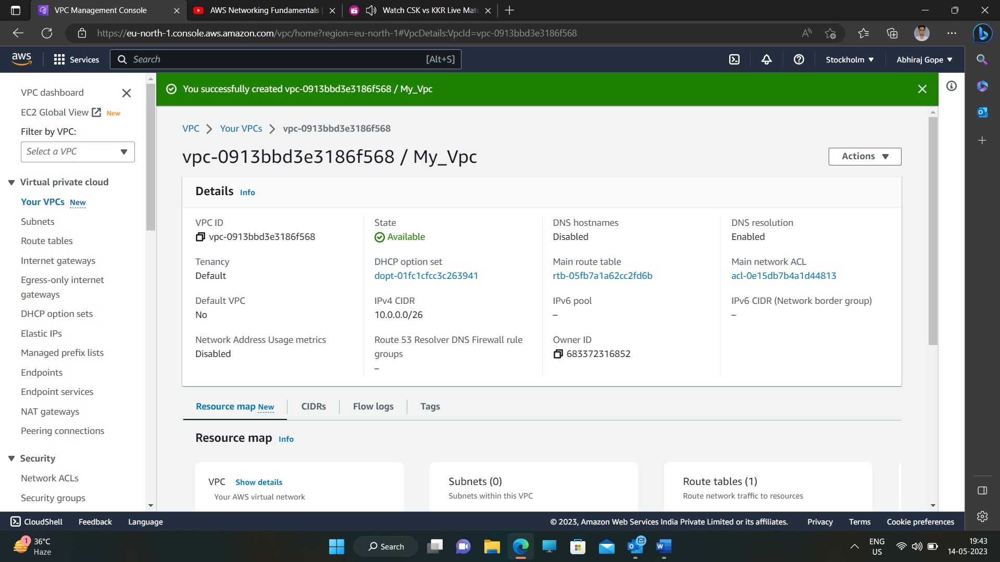 VPC Management Console
AWS Networking Fundamentals |
Watch CSK vs KKR Live Matc
https://eu-north-1.console.aws.amazon.com/vpc/home?region=eu-north-1#VpcDetails:VpcId=vpc-0913bbd3e3186f568
aws
Services
Search
[Alt+S]
Stockholm
Abhiraj Gope
VPC dashboard
EC2 Global View New
Filter by VPC:
Select a VPC
Virtual private cloud
Your VPCs New
Subnets
Route tables
Internet gateways
Egress-only internet
gateways
DHCP option sets
Elastic IPs
Managed prefix lists
Endpoints
Endpoint services
NAT gateways
Peering connections
Security
Network ACLs
Security groups
You successfully created vpc-0913bbd3e3186f568 / My_Vpc
VPC
Your VPCs
vpc-0913bbd3e3186f568
vpc-0913bbd3e3186f568 / My_Vpc
Actions
Details Info
VPC ID
vpc-0913bbd3e3186f568
State
Available
DNS hostnames
Disabled
DNS resolution
Enabled
Tenancy
Default
DHCP option set
dopt-01fc1cfcc3c263941
Main route table
rtb-05fb7a1a62cc2fd6b
Main network ACL
acl-0e15db7b4a1d44813
Default VPC
No
IPv4 CIDR
10.0.0.0/26
IPv6 pool
–
IPv6 CIDR (Network border group)
–
Network Address Usage metrics
Disabled
Route 53 Resolver DNS Firewall rule
groups
–
Owner ID
683372316852
Resource map New
CIDRs
Flow logs
Tags
Resource map Info
VPC Show details
Your AWS virtual network
Subnets (0)
Subnets within this VPC
Route tables (1)
Route network traffic to resources
CloudShell
Feedback
Language
© 2023, Amazon Web Services India Private Limited or its affiliates.
Privacy
Terms
Cookie preferences
1
36°C
Haze
Search
ENG
US
19:43
14-05-2023